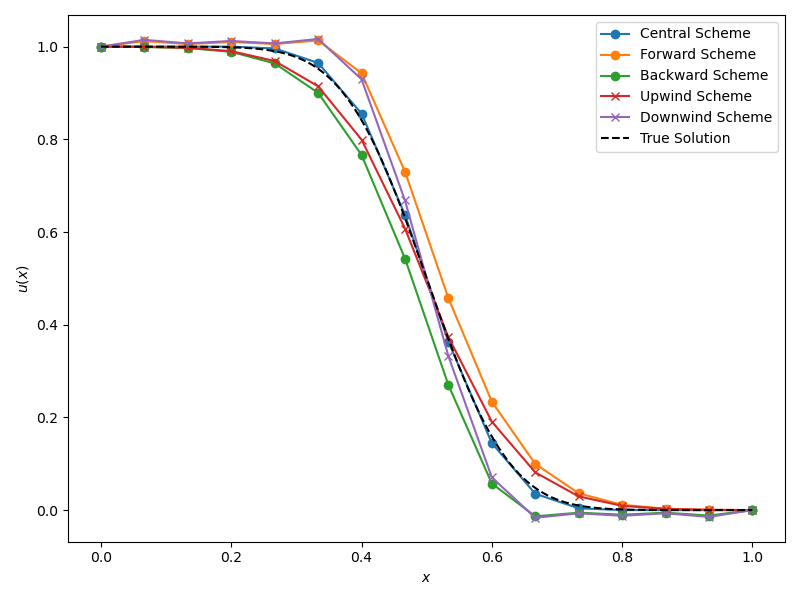 Central Scheme
Forward Scheme
Backward Scheme
Upwind Scheme
Downwind Scheme
True Solution
u(x)
1.0
0.8
0.6
0.4
0.2
0.0
0.0 0.2 0.4 0.6 0.8 1.0
x